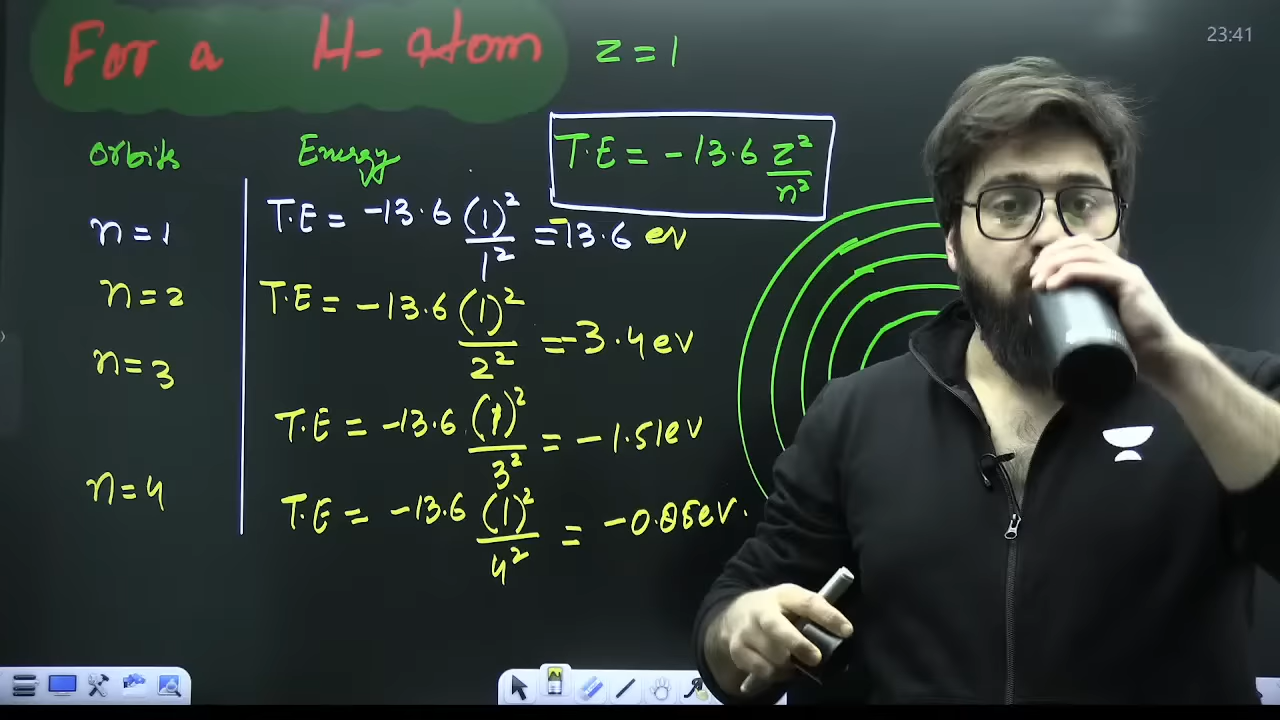 For a H-atom z = 1
23:41
orbits Energy T.E = -13.6 z²/n²
n=1 T.E = -13.6 (1)²/1² = -13.6 ev
n=2 T.E = -13.6 (1)²/2² = -3.4 ev
n=3 T.E = -13.6 (1)²/3² = -1.51 ev
n=4 T.E = -13.6 (1)²/4² = -0.85 ev.